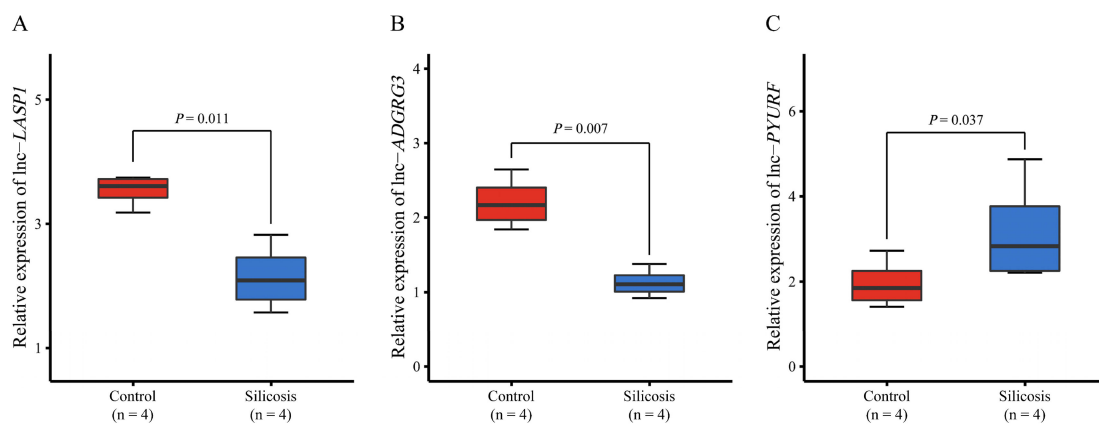 A
Relative expression of lnc−LASP1
5
3
1
P = 0.011
Control
(n = 4)
Silicosis
(n = 4)
B
Relative expression of lnc−ADGRG3
4
3
2
1
0
P = 0.007
Control
(n = 4)
Silicosis
(n = 4)
C
Relative expression of lnc−PYURF
6
4
2
0
P = 0.037
Control
(n = 4)
Silicosis
(n = 4)